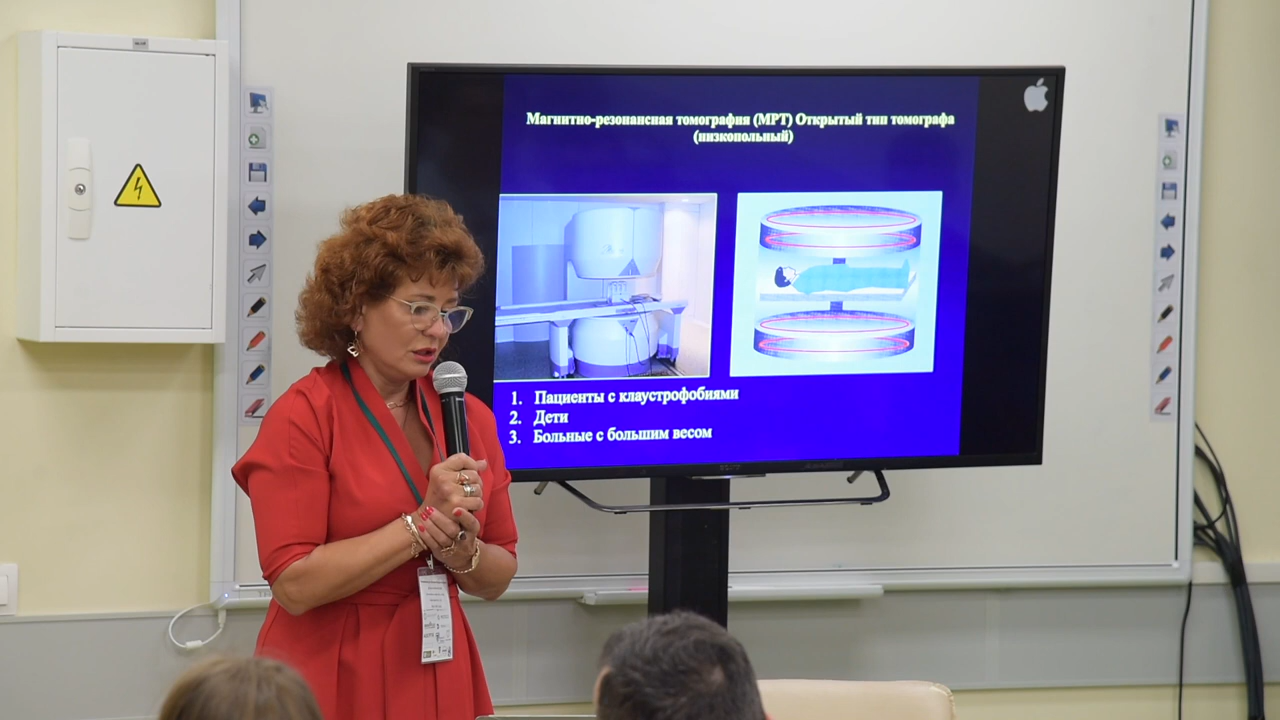 Магнитно-резонансная томография (МРТ) Открытый тип томографа
(низкопольный)
1. Пациенты с клаустрофобиями
2. Дети
3. Больные с большим весом